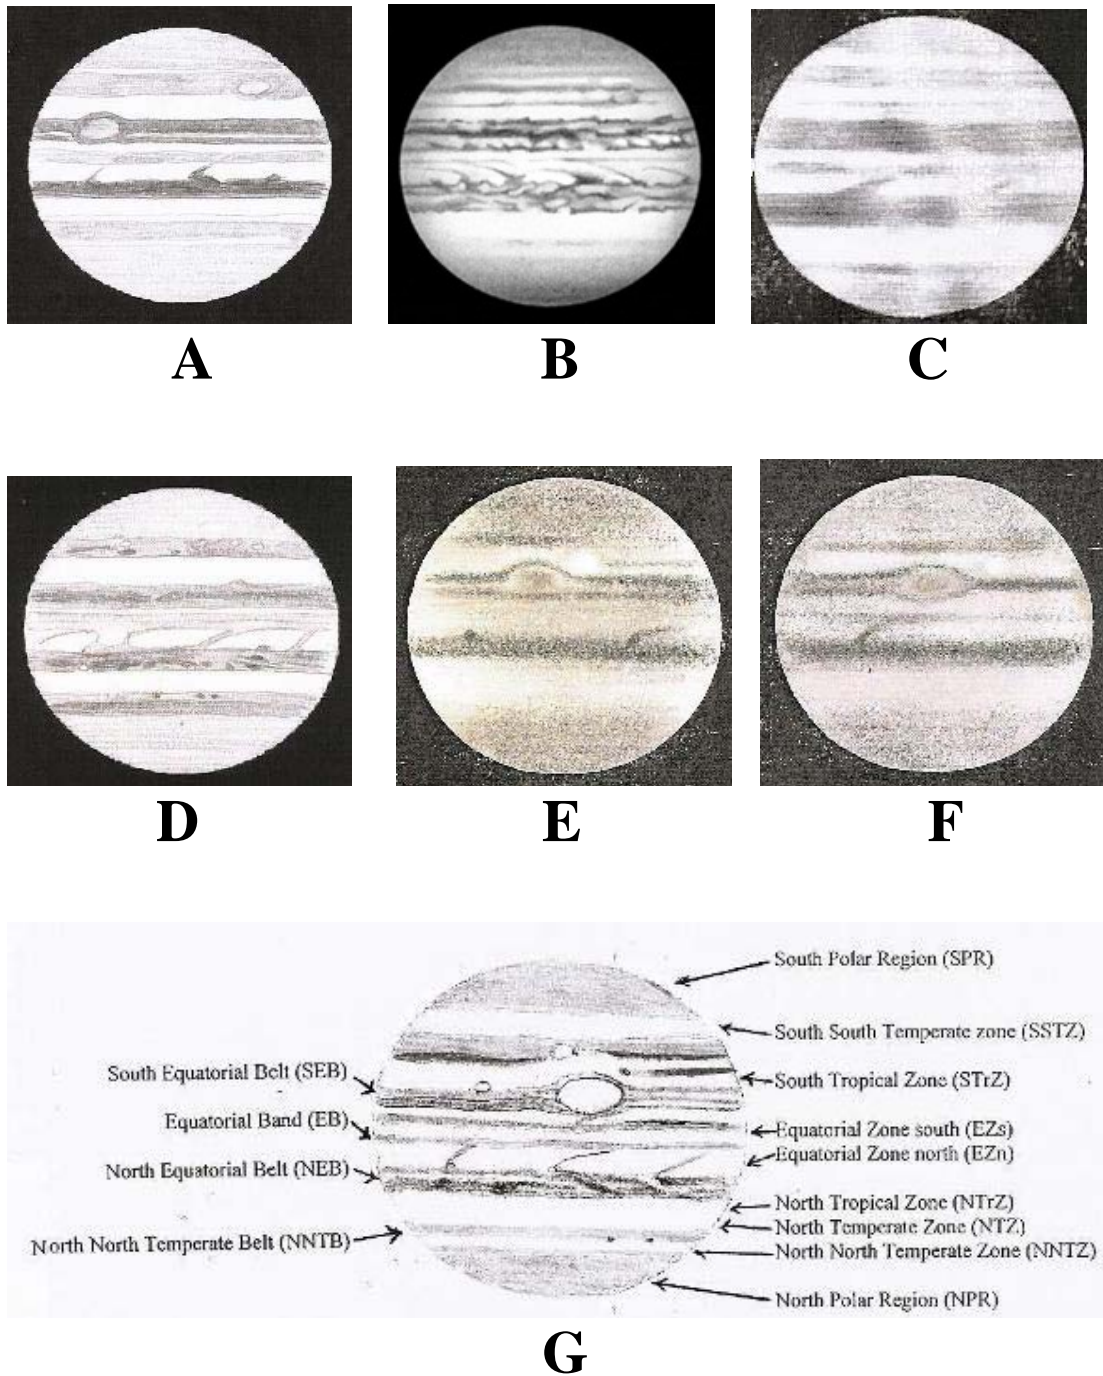 A
B
C
D
E
F
South Polar Region (SPR)
South South Temperate zone (SSTZ)
South Equatorial Belt (SEB)
South Tropical Zone (STrZ)
Equatorial Band (EB)
Equatorial Zone south (EZs)
Equatorial Zone north (EZn)
North Equatorial Belt (NEB)
North Tropical Zone (NTrZ)
North Temperate Zone (NTZ)
North North Temperate Belt (NNTB)
North North Temperate Zone (NNTZ)
North Polar Region (NPR)
G